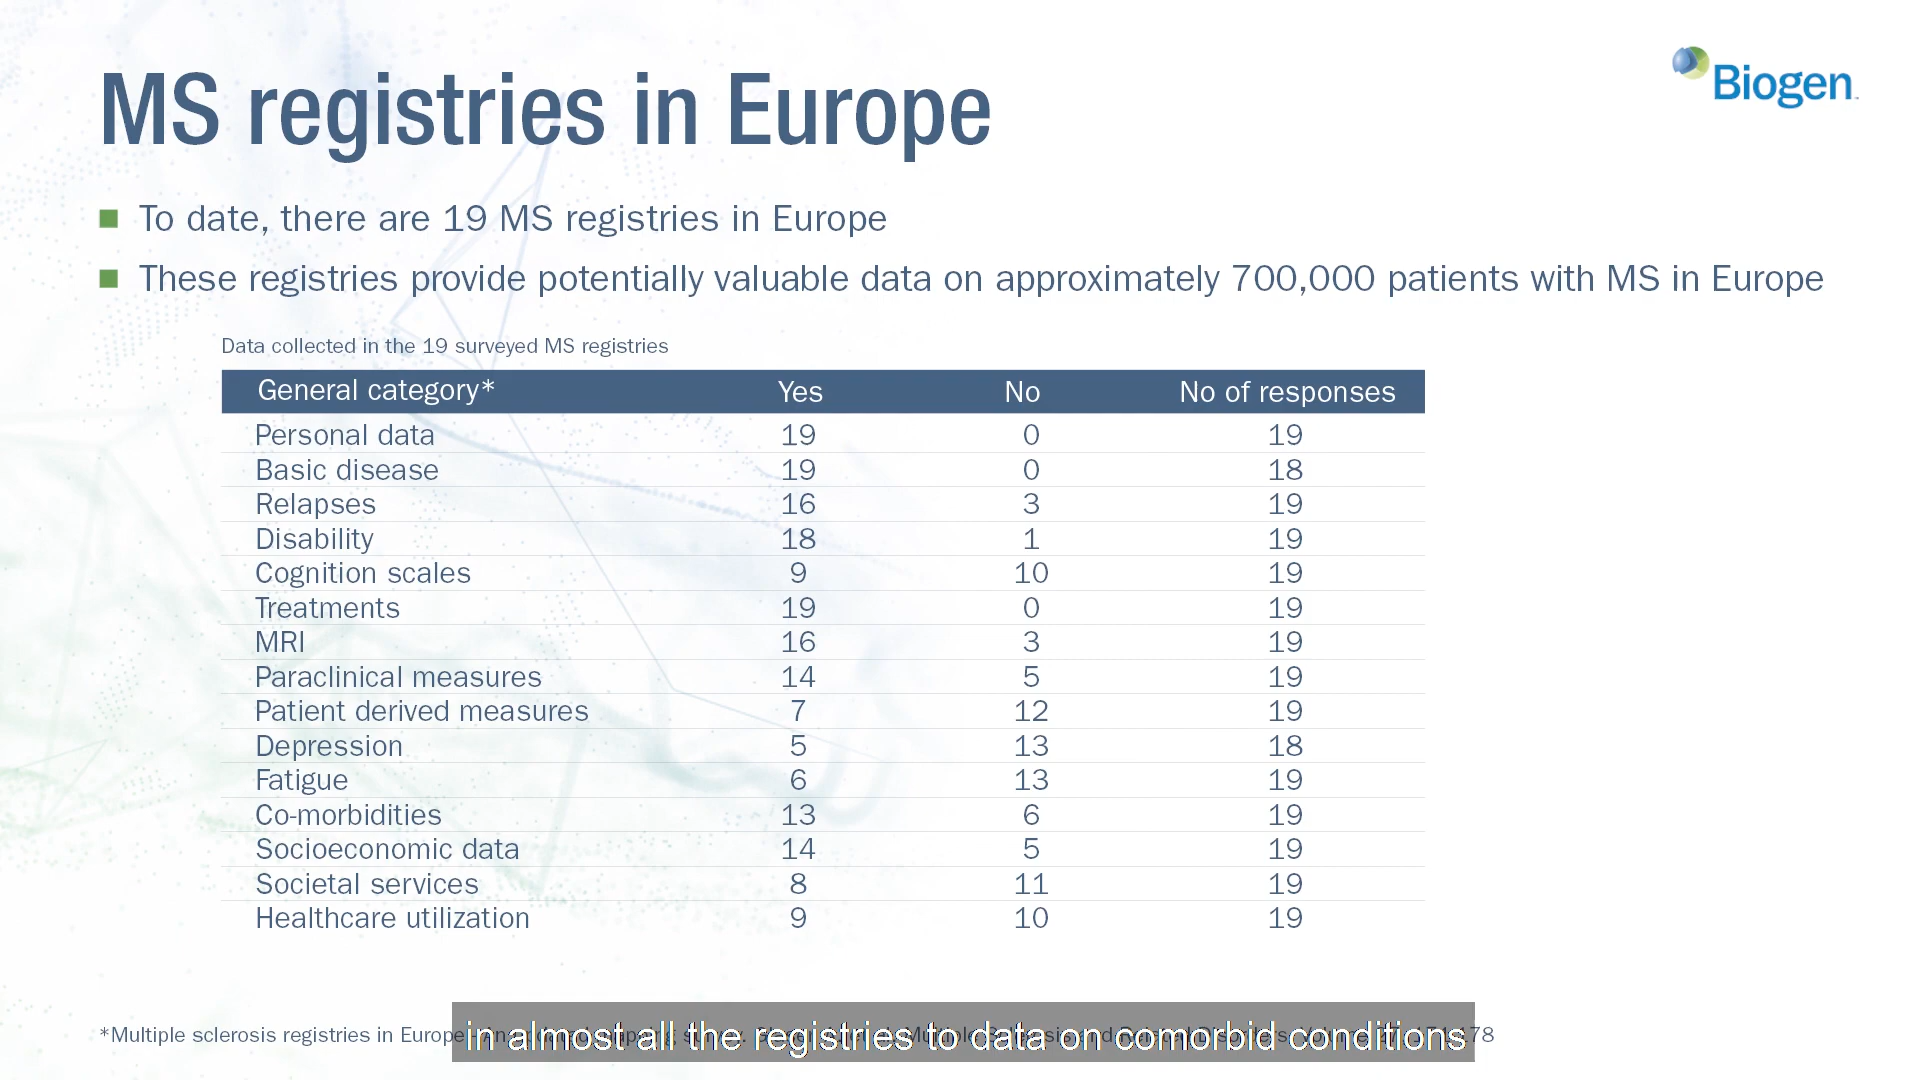 MS registries in Europe
Biogen
To date, there are 19 MS registries in Europe
These registries provide potentially valuable data on approximately 700,000 patients with MS in Europe
Data collected in the 19 surveyed MS registries
General category* Yes No No of responses
Personal data 19 0 19
Basic disease 19 0 18
Relapses 16 3 19
Disability 18 1 19
Cognition scales 9 10 19
Treatments 19 0 19
MRI 16 3 19
Paraclinical measures 14 5 19
Patient derived measures 7 12 19
Depression 5 13 18
Fatigue 6 13 19
Co-morbidities 13 6 19
Socioeconomic data 14 5 19
Societal services 8 11 19
Healthcare utilization 9 10 19
*Multiple sclerosis registries in Europe
in almost all the registries to data on comorbid conditions